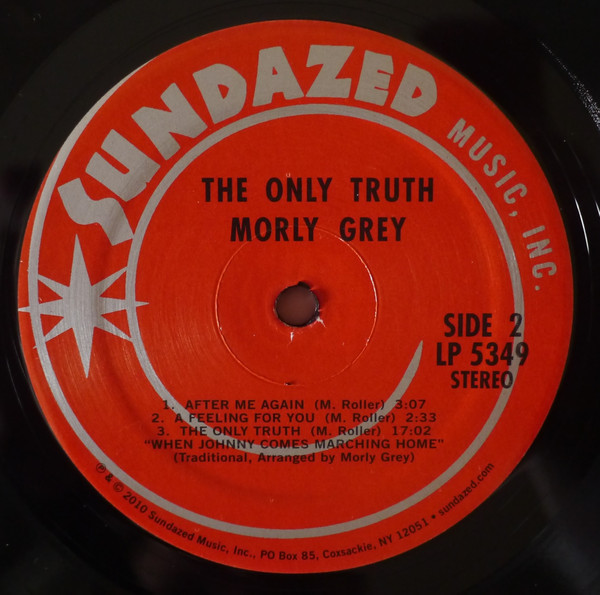 SUNDAZED MUSIC, INC.
THE ONLY TRUTH
MORLY GREY
SIDE 2
LP 5349
STEREO
1. AFTER ME AGAIN (M. Roller) 3:07
2. A FEELING FOR YOU (M. Roller) 2:33
3. THE ONLY TRUTH (M. Roller) 17:02
“WHEN JOHNNY COMES MARCHING HOME”
(Traditional, Arranged by Morly Grey)
℗ & © 2010 Sundazed Music, Inc., PO Box 85, Coxsackie, NY 12051 • sundazed.com